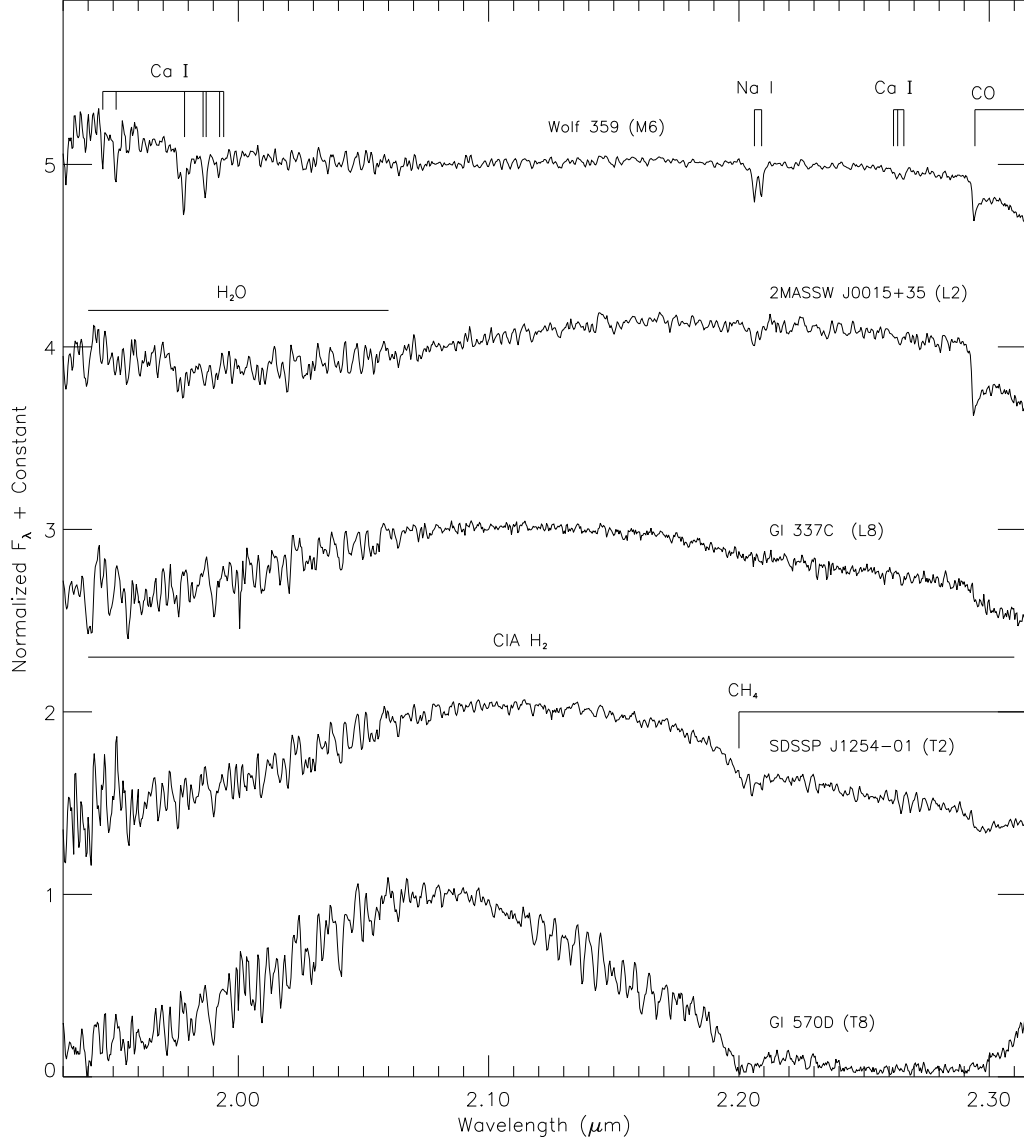 Ca I
Na I
Ca I
CO
Wolf 359 (M6)
5
H₂O
2MASSW J0015+35 (L2)
4
Normalized Fλ + Constant
3
Gl 337C (L8)
CIA H₂
CH₄
2
SDSSP J1254−01 (T2)
1
Gl 570D (T8)
0
2.00 2.10 2.20 2.30
Wavelength (μm)